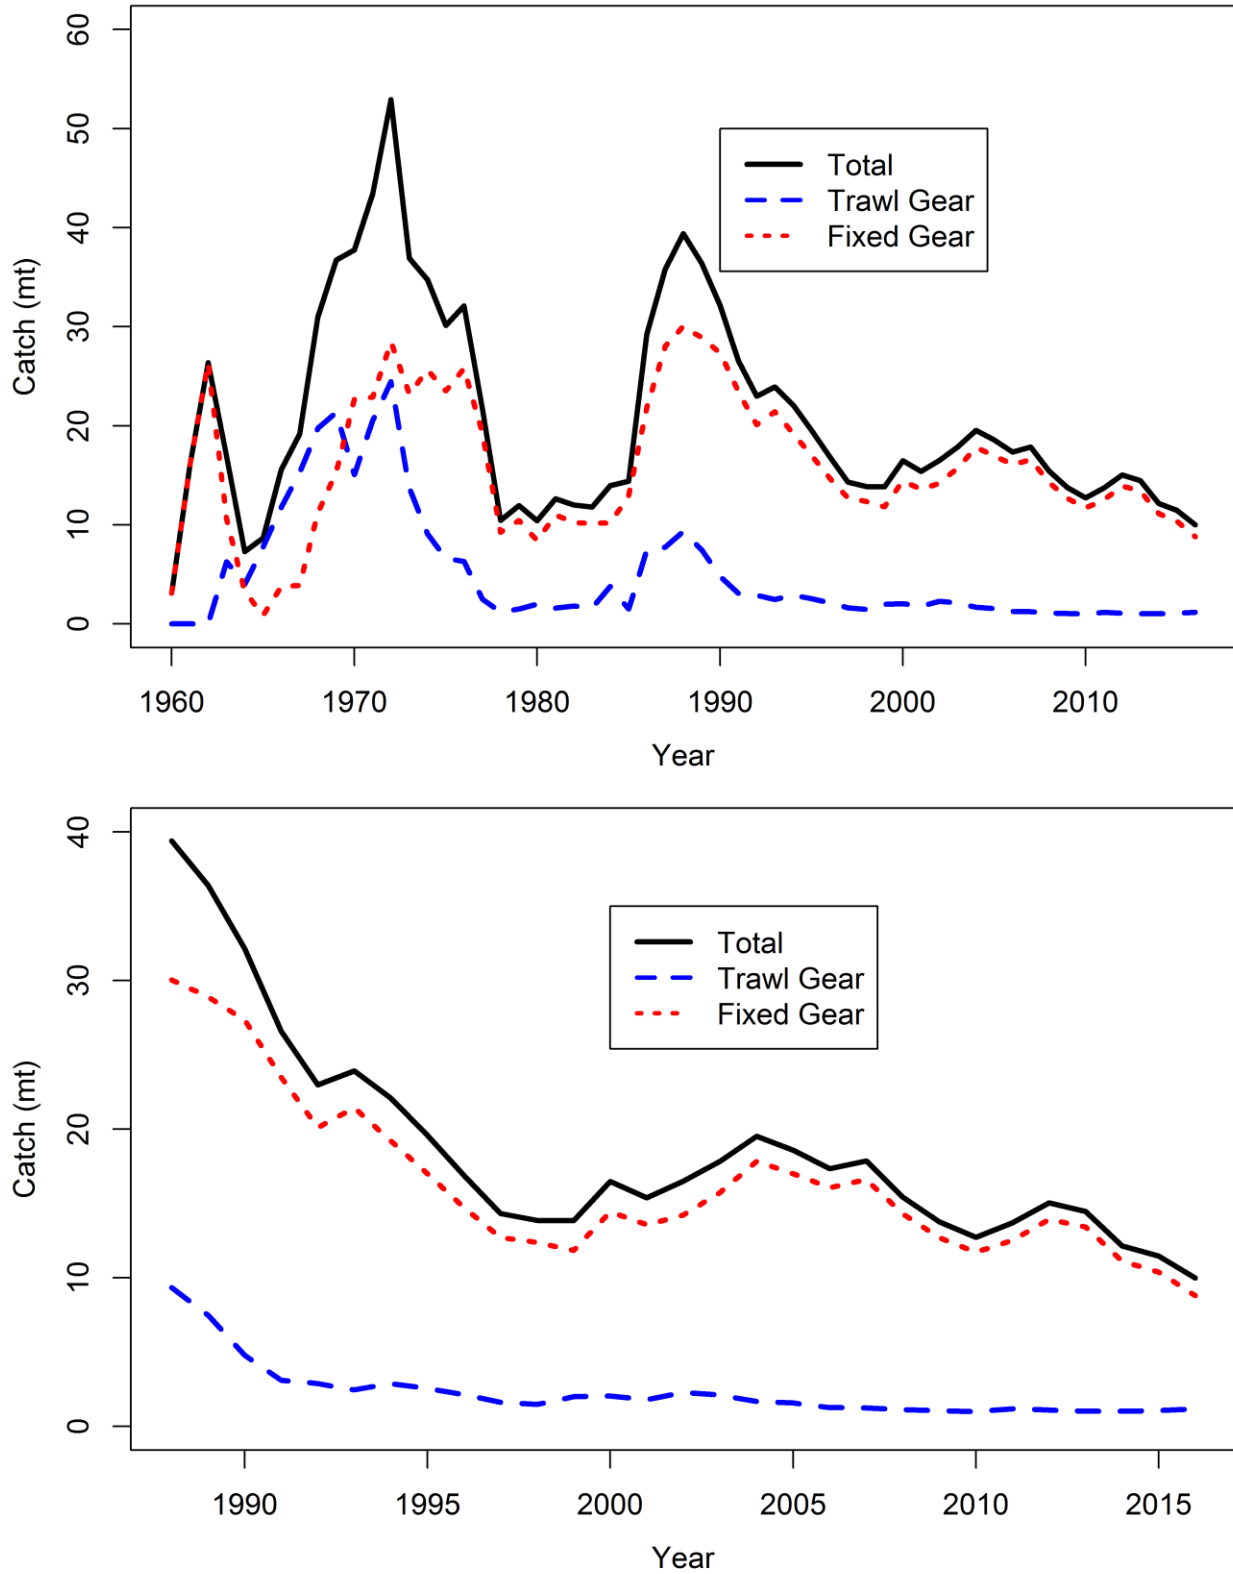 60
50
40
30
20
10
0
Catch (mt)
Total
Trawl Gear
Fixed Gear
1960 1970 1980 1990 2000 2010
Year
40
30
20
10
0
Catch (mt)
Total
Trawl Gear
Fixed Gear
1990 1995 2000 2005 2010 2015
Year